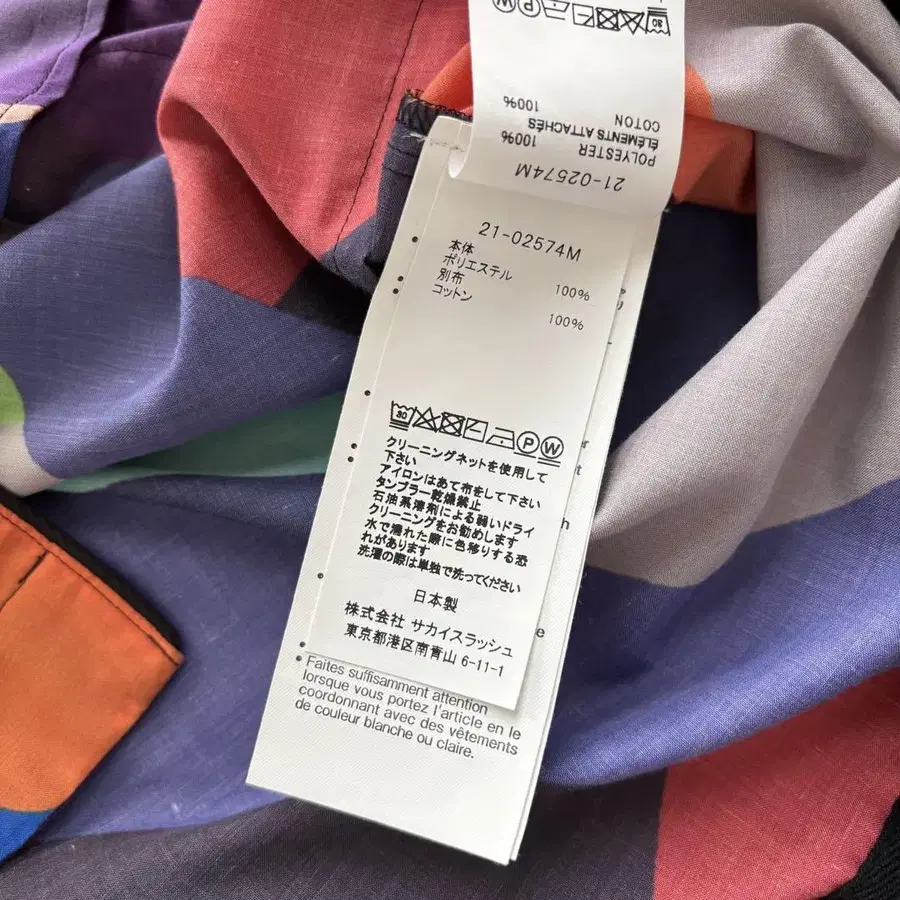 21-02574M
POLYESTER 100%
ÉLÉMENTS ATTACHÉS
COTON 100%
21-02574M
本体
ポリエステル 100%
別布
コットン 100%
30
P W
クリーニングネットを使用して
下さい
アイロンはあて布をして下さい
タンブラー乾燥禁止
石油系溶剤による弱いドライ
クリーニングをお勧めします
水で濡れた際に色移りする恐
れがあります
洗濯の際は単独で洗ってください
日本製
株式会社 サカイスラッシュ
東京都港区南青山 6-11-1
• Faites suffisamment attention
lorsque vous portez l'article en le
coordonnant avec des vêtements
de couleur blanche ou claire.